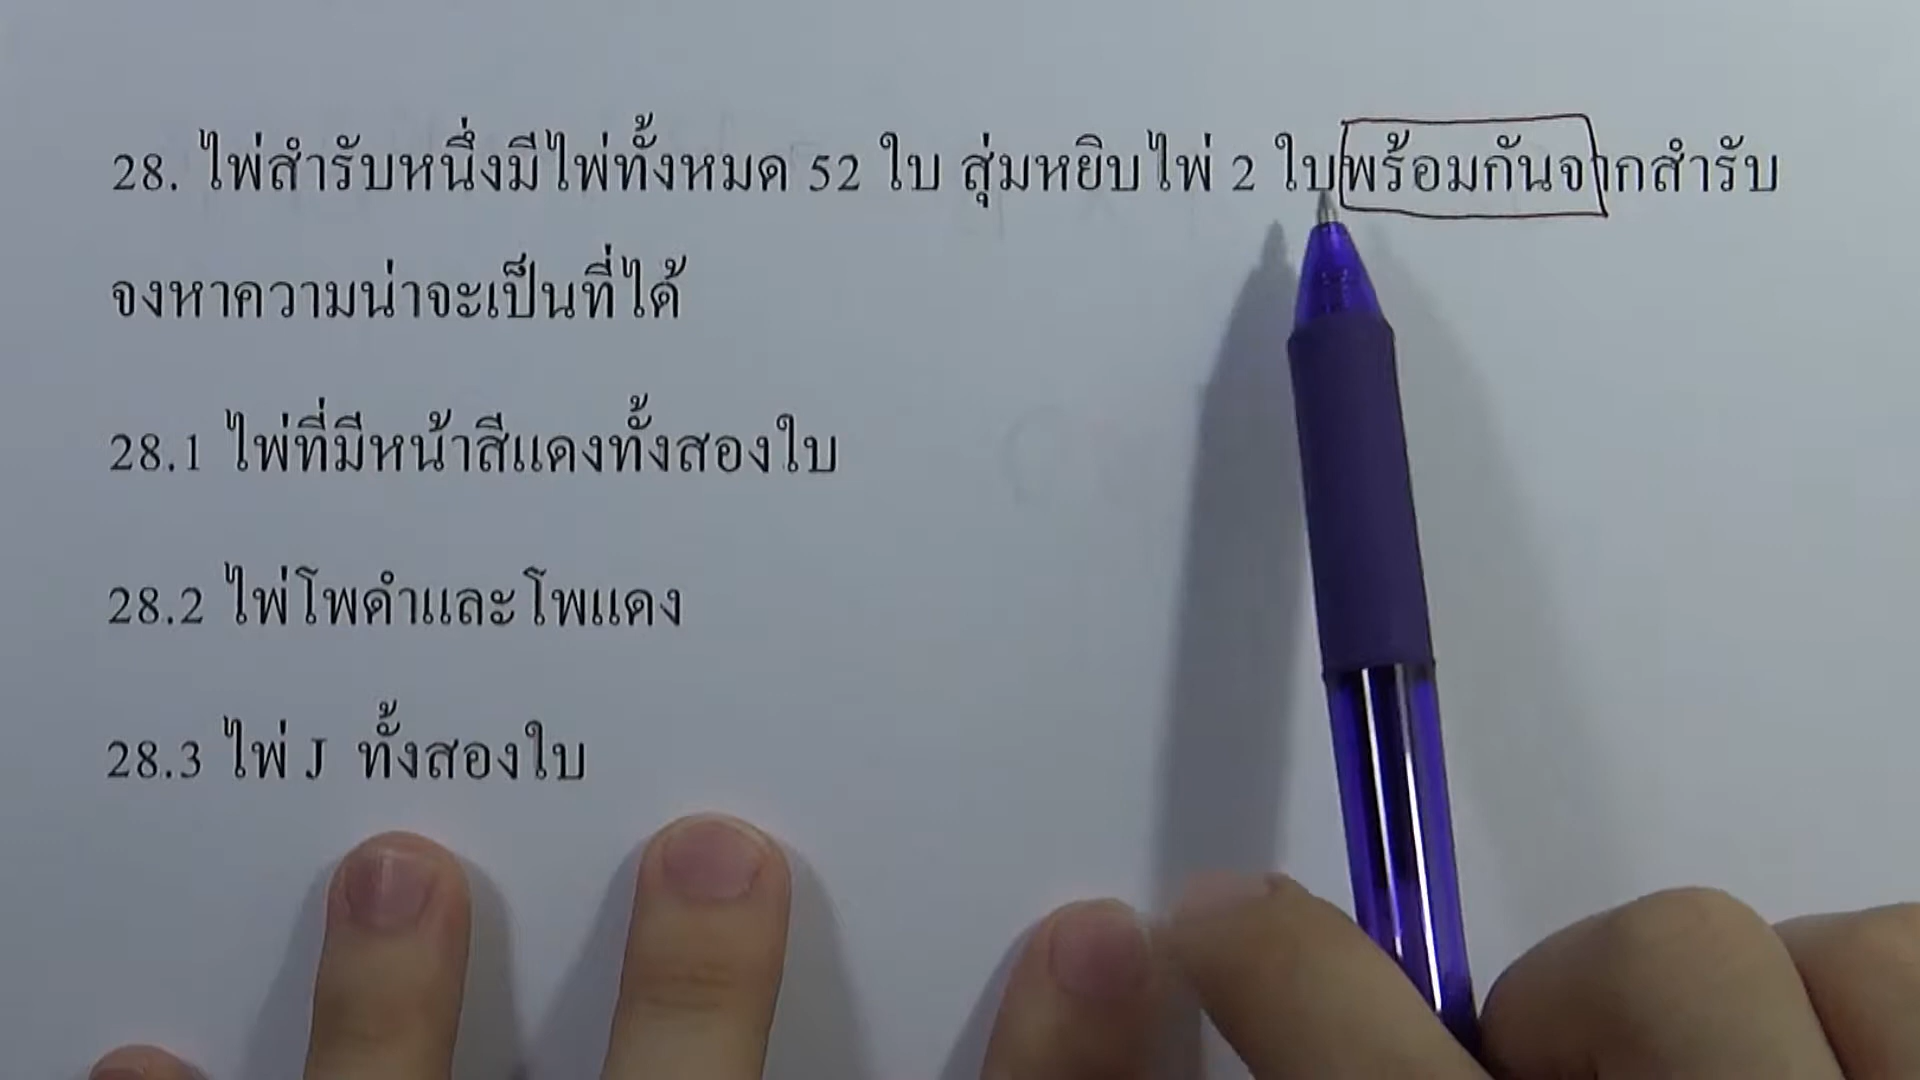 28. ไพ่สำรับหนึ่งมีไพ่ทั้งหมด 52 ใบ สุ่มหยิบไพ่ 2 ใบพร้อมกันจากสำรับ
จงหาความน่าจะเป็นที่ได้
28.1 ไพ่ที่มีหน้าสีแดงทั้งสองใบ
28.2 ไพ่โพดำและโพแดง
28.3 ไพ่ J ทั้งสองใบ